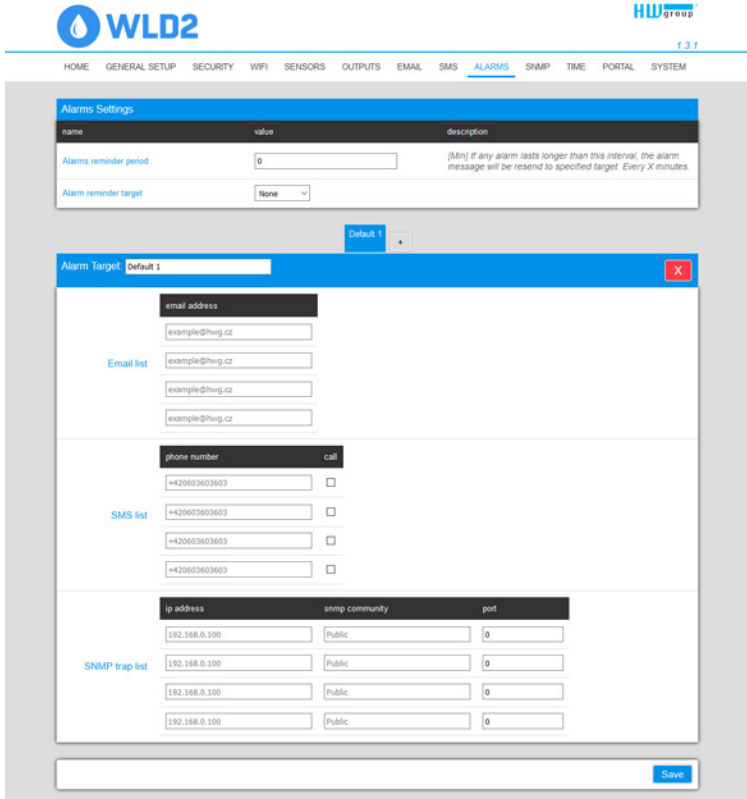 WLD2
HW group
1.3.1
HOME GENERAL SETUP SECURITY WIFI SENSORS OUTPUTS EMAIL SMS ALARMS SNMP TIME PORTAL SYSTEM
Alarms Settings
name value description
Alarms reminder period 0 [Min] If any alarm lasts longer than this interval, the alarm
message will be resend to specified target. Every X minutes.
Alarm reminder target None
Default 1 +
Alarm Target: Default 1 X
email address
example@hwg.cz
Email list
example@hwg.cz
example@hwg.cz
example@hwg.cz
phone number call
+420603603603
SMS list
+420603603603
+420603603603
+420603603603
ip address snmp community port
192.168.0.100 Public 0
192.168.0.100 Public 0
SNMP trap list
192.168.0.100 Public 0
192.168.0.100 Public 0
Save